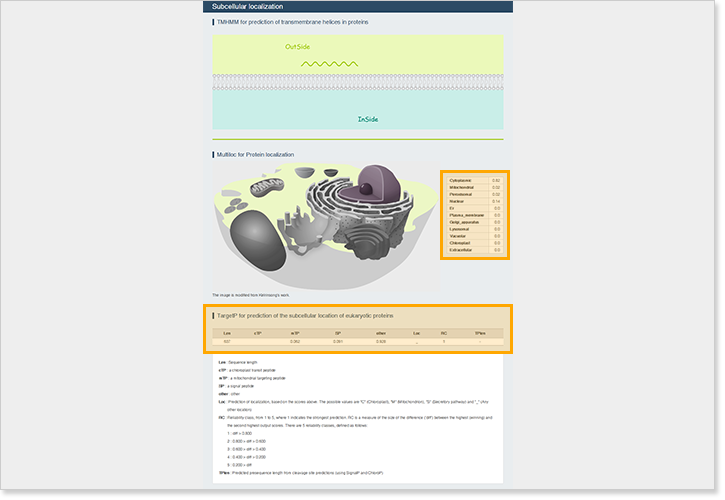 Subcellular localization
TMHMM for prediction of transmembrane helices in proteins
OutSide
InSide
Multiloc for Protein localization
Cytoplasmic 0.82
Mitochondrial 0.02
Peroxisomal 0.02
Nuclear 0.14
Er 0.0
Plasma_membrane 0.0
Golgi_apparatus 0.0
Lysosomal 0.0
Vacuolar 0.0
Chloroplast 0.0
Extracellular 0.0
The image is modified from
TargetP for prediction of the subcellular location of eukaryotic proteins
Len cTP mTP SP other Loc RC TPlen
_ 1 -
Len : Sequence length
cTP : a chloroplast transit peptide
mTP : a mitochondrial targeting peptide
SP : a signal peptide
other : other
Loc : Prediction of localization, based on the scores above. The possible values are "C" (Chloroplast), "M" (Mitochondrion), "S" (Secretory pathway) and "_" (Any
other location)
RC : Reliability class, from 1 to 5, where 1 indicates the strongest prediction. RC is a measure of the size of the difference ('diff') between the highest (winning) and
the second highest output scores. There are 5 reliability classes, defined as follows:
1 : diff > 0.800
2 : 0.800 > diff > 0.600
3 : 0.600 > diff > 0.400
4 : 0.400 > diff > 0.200
5 : 0.200 > diff
TPlen : Predicted presequence length from cleavage site predictions (using SignalP and ChloroP)